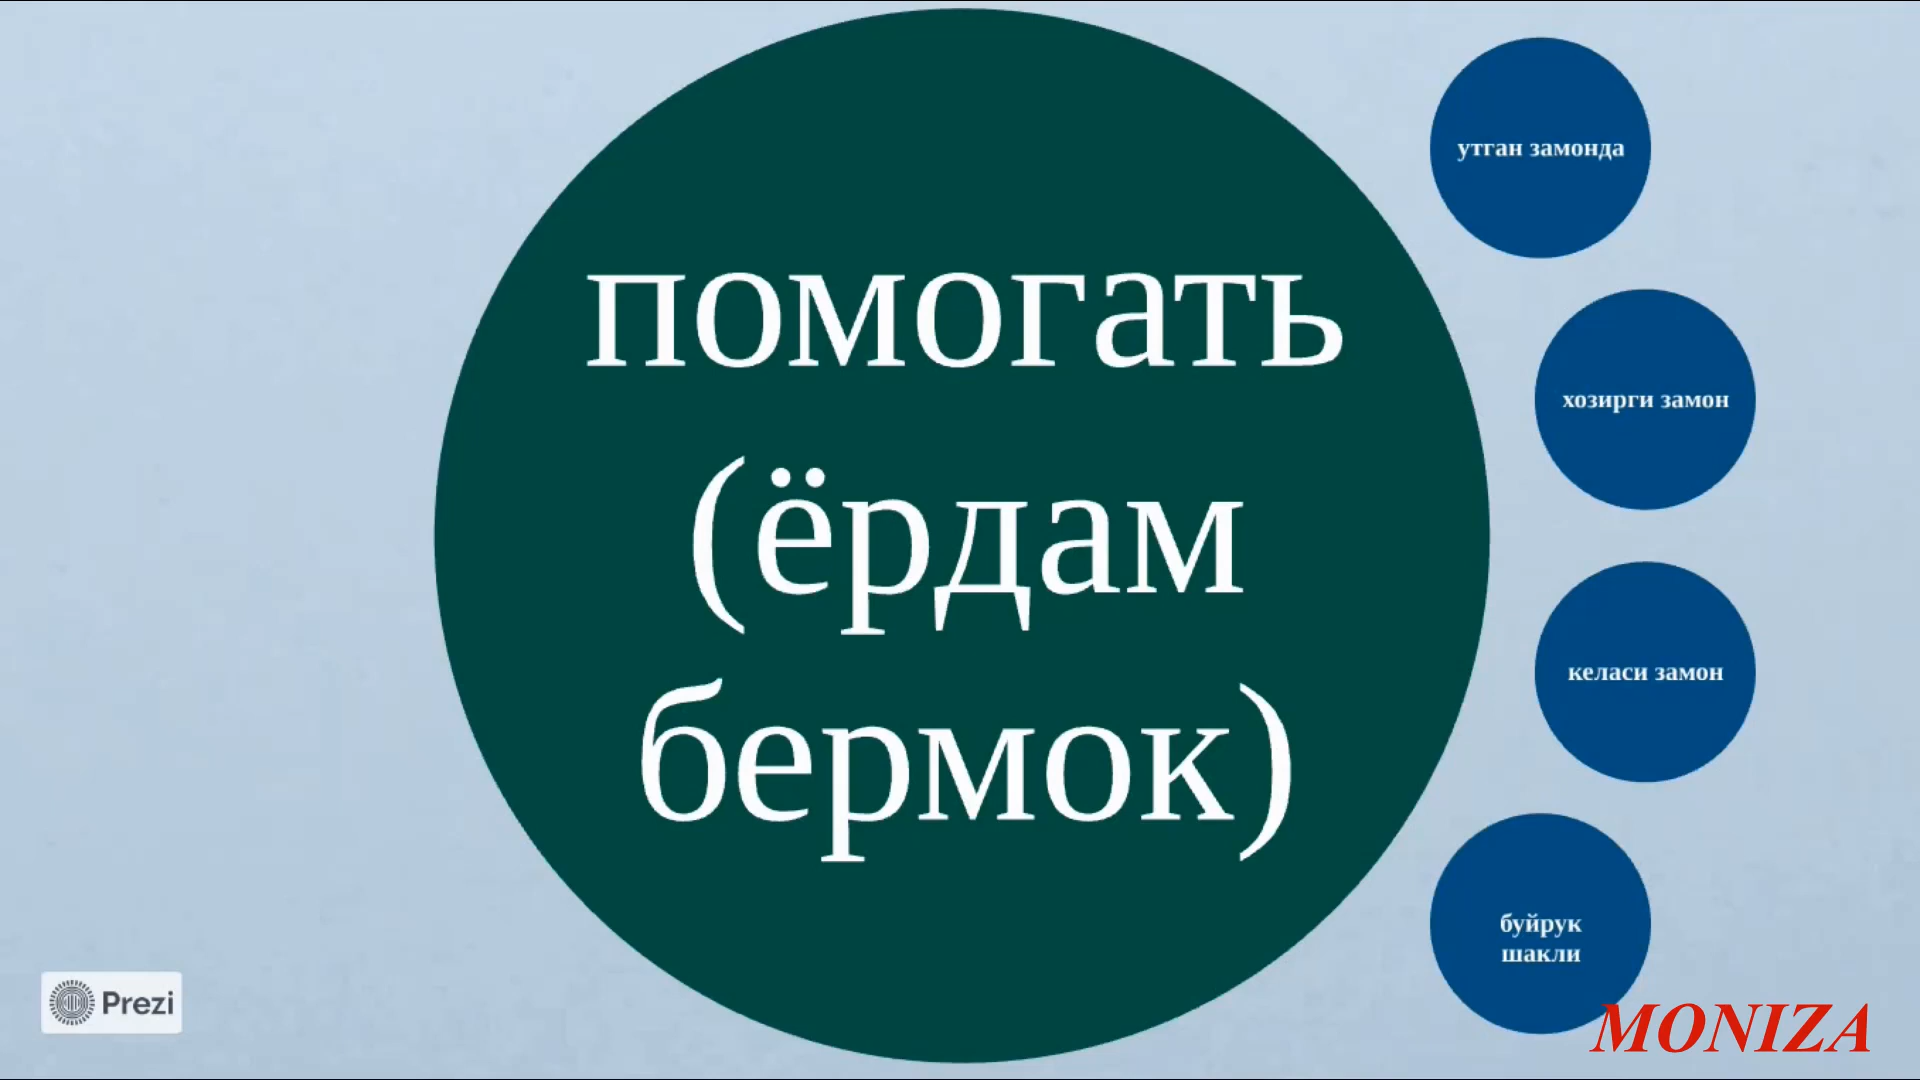 помогать
(ёрдам
бермок)
утган замонда
хозирги замон
келаси замон
буйрук
шакли
Prezi
MONIZA